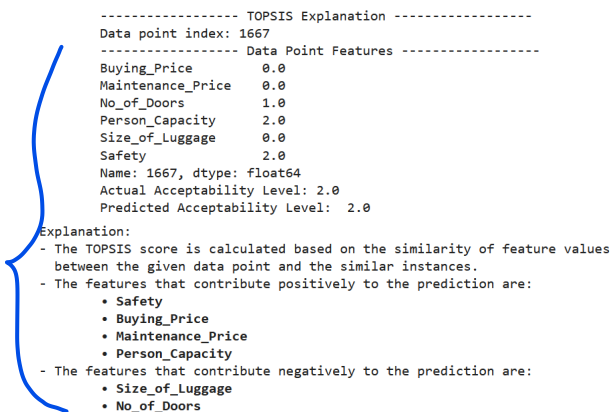 ------------------ TOPSIS Explanation ------------------
Data point index: 1667
------------------ Data Point Features ------------------
Buying_Price 0.0
Maintenance_Price 0.0
No_of_Doors 1.0
Person_Capacity 2.0
Size_of_Luggage 0.0
Safety 2.0
Name: 1667, dtype: float64
Actual Acceptability Level: 2.0
Predicted Acceptability Level: 2.0
Explanation:
- The TOPSIS score is calculated based on the similarity of feature values
between the given data point and the similar instances.
- The features that contribute positively to the prediction are:
• Safety
• Buying_Price
• Maintenance_Price
• Person_Capacity
- The features that contribute negatively to the prediction are:
• Size_of_Luggage
• No_of_Doors